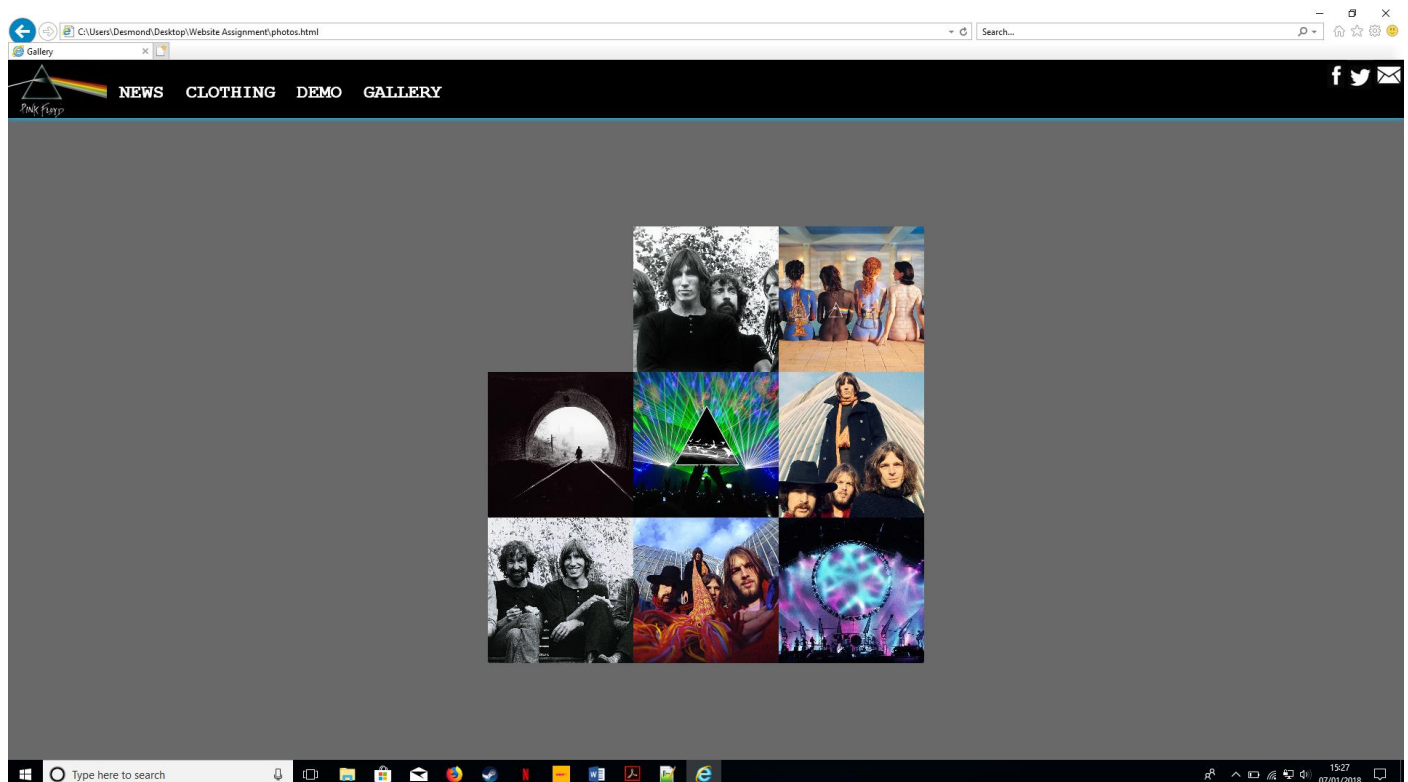 C:\Users\Desmond\Desktop\Website Assignment\photos.html
Search...
Gallery
PINK FLOYD
NEWS CLOTHING DEMO GALLERY
Type here to search
15:27
07/01/2018